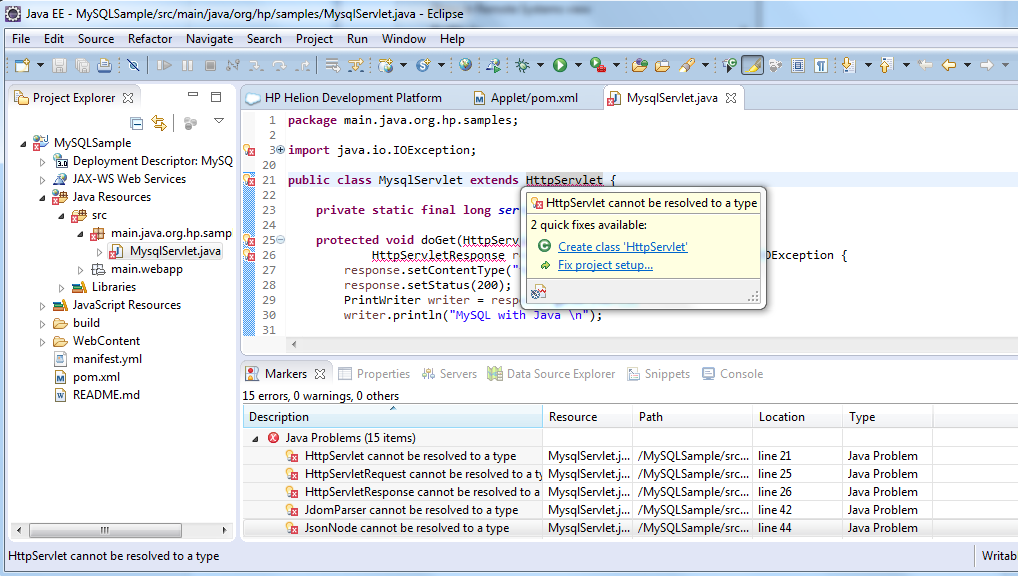 Java EE - MySQLSample/src/main/java/org/hp/samples/MysqlServlet.java - Eclipse
File Edit Source Refactor Navigate Search Project Run Window Help
Project Explorer
MySQLSample
Deployment Descriptor: MySQ
JAX-WS Web Services
Java Resources
src
main.java.org.hp.samp
MysqlServlet.java
main.webapp
Libraries
JavaScript Resources
build
WebContent
manifest.yml
pom.xml
README.md
HP Helion Development Platform Applet/pom.xml MysqlServlet.java
1 package main.java.org.hp.samples;
2
3 import java.io.IOException;
20
21 public class MysqlServlet extends HttpServlet {
22
23 private static final long ser
24
25 protected void doGet(HttpServ
26 HttpServletResponse r OException {
27 response.setContentType("
28 response.setStatus(200);
29 PrintWriter writer = respo
30 writer.println("MySQL with Java \n");
31
HttpServlet cannot be resolved to a type
2 quick fixes available:
Create class 'HttpServlet'
Fix project setup...
Markers Properties Servers Data Source Explorer Snippets Console
15 errors, 0 warnings, 0 others
Description Resource Path Location Type
Java Problems (15 items)
HttpServlet cannot be resolved to a type MysqlServlet.j... /MySQLSample/src... line 21 Java Problem
HttpServletRequest cannot be resolved to a ty MysqlServlet.j... /MySQLSample/src... line 25 Java Problem
HttpServletResponse cannot be resolved to a MysqlServlet.j... /MySQLSample/src... line 26 Java Problem
JdomParser cannot be resolved to a type MysqlServlet.j... /MySQLSample/src... line 42 Java Problem
JsonNode cannot be resolved to a type MysqlServlet.j... /MySQLSample/src... line 44 Java Problem
HttpServlet cannot be resolved to a type Writab